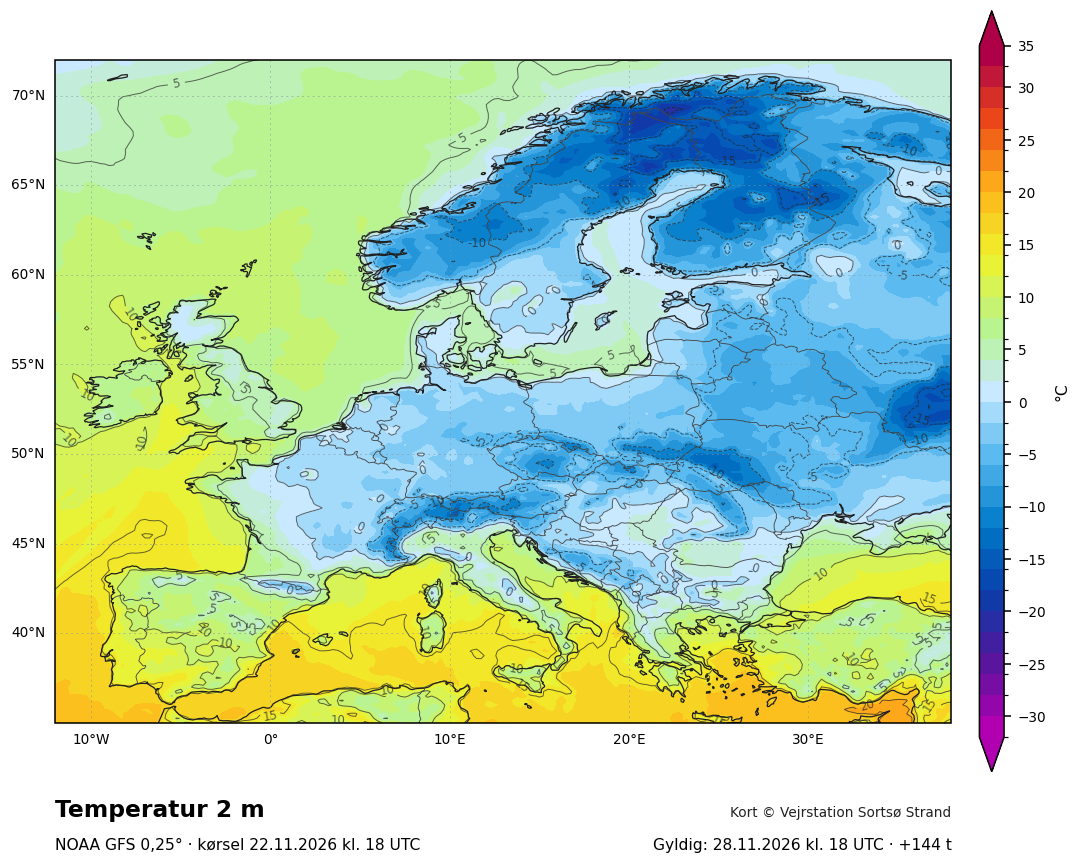 70°N
65°N
60°N
55°N
50°N
45°N
40°N
10°W
0°
10°E
20°E
30°E
35
30
25
20
15
10
5
0
−5
−10
−15
−20
−25
−30
°C
Temperatur 2 m
Kort © Vejrstation Sortsø Strand
NOAA GFS 0,25° · kørsel 22.11.2026 kl. 18 UTC
Gyldig: 28.11.2026 kl. 18 UTC · +144 t